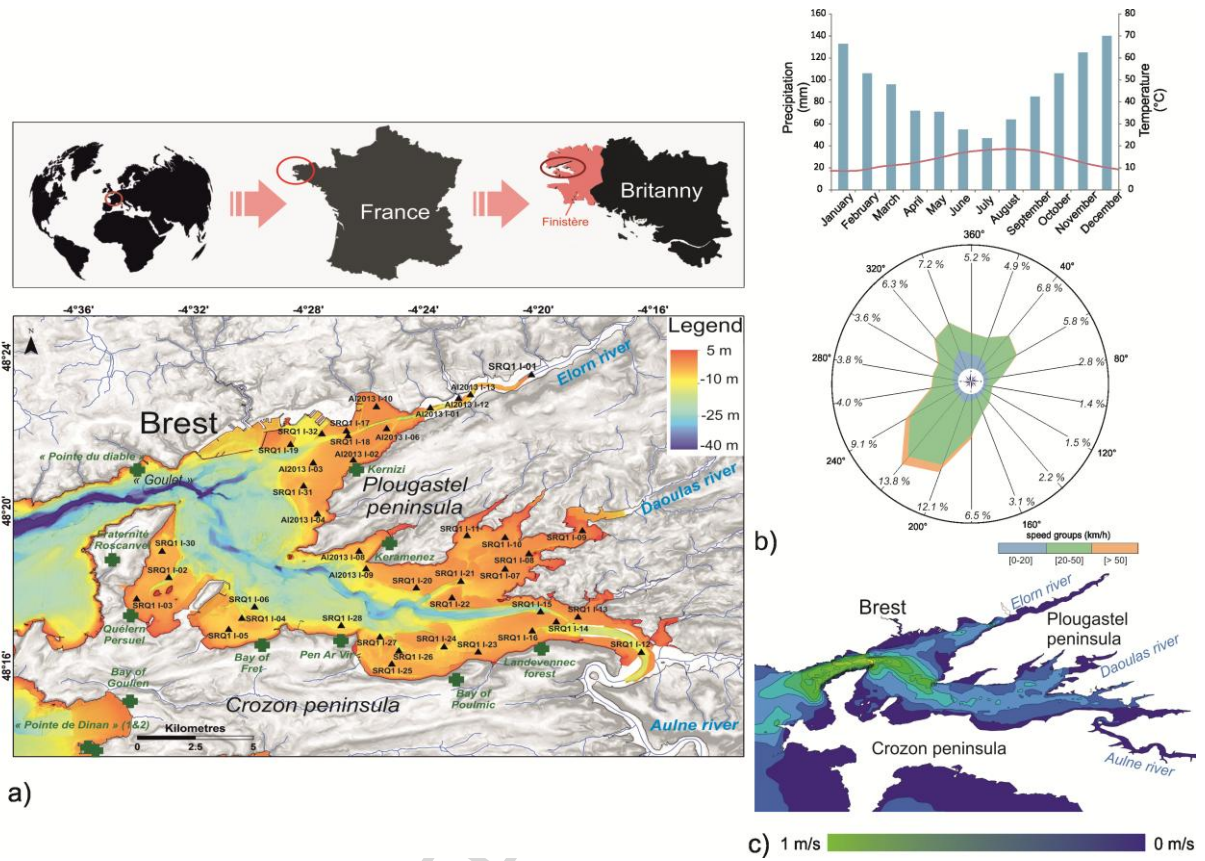 France
Britanny
Finistère
-4°36'
-4°32'
-4°28'
-4°24'
-4°20'
-4°16'
48°24'
48°20'
48°16'
N
Legend
5 m
-10 m
-25 m
-40 m
Elorn river
SRQ1 I-01
AI2013 I-13
AI2013 I-12
AI2013 I-10
AI2013 I-01
Brest
SRQ1 I-17
SRQ1 I-32
SRQ1 I-18
AI2013 I-06
SRQ1 I-19
AI2013 I-02
AI2013 I-03
Kernizi
« Pointe du diable »
« Goulet »
SRQ1 I-31
Plougastel
peninsula
Daoulas river
AI2013 I-04
Fraternité
Roscanvel
SRQ1 I-30
SRQ1 I-11
SRQ1 I-10
SRQ1 I-09
Keramenez
AI2013 I-08
AI2013 I-09
SRQ1 I-08
SRQ1 I-07
SRQ1 I-02
SRQ1 I-20
SRQ1 I-21
SRQ1 I-22
SRQ1 I-03
SRQ1 I-06
SRQ1 I-04
SRQ1 I-05
SRQ1 I-28
SRQ1 I-15
SRQ1 I-13
SRQ1 I-14
SRQ1 I-16
Quélern
Persuel
SRQ1 I-27
SRQ1 I-24
SRQ1 I-23
SRQ1 I-12
Bay of
Fret
Pen Ar Vir
SRQ1 I-26
SRQ1 I-25
Landevennec
forest
Bay of
Goulien
Bay of
Poulmic
Crozon peninsula
« Pointe de Dinan » (1&2)
Kilometres
0 2.5 5
Aulne river
a)
Precipitation
(mm)
160
140
120
100
80
60
40
20
0
80
70
60
50
40
30
20
10
0
Temperature
(°C)
January
February
March
April
May
June
July
August
September
October
November
December
360°
40°
80°
120°
160°
200°
240°
280°
320°
5.2 %
4.9 %
6.8 %
5.8 %
2.8 %
1.4 %
1.5 %
2.2 %
3.1 %
6.5 %
12.1 %
13.8 %
9.1 %
4.0 %
3.8 %
3.6 %
6.3 %
7.2 %
speed groups (km/h)
[0-20] [20-50] [> 50]
b)
Brest
Elorn river
Plougastel
peninsula
Daoulas river
Crozon peninsula
Aulne river
c)
1 m/s
0 m/s